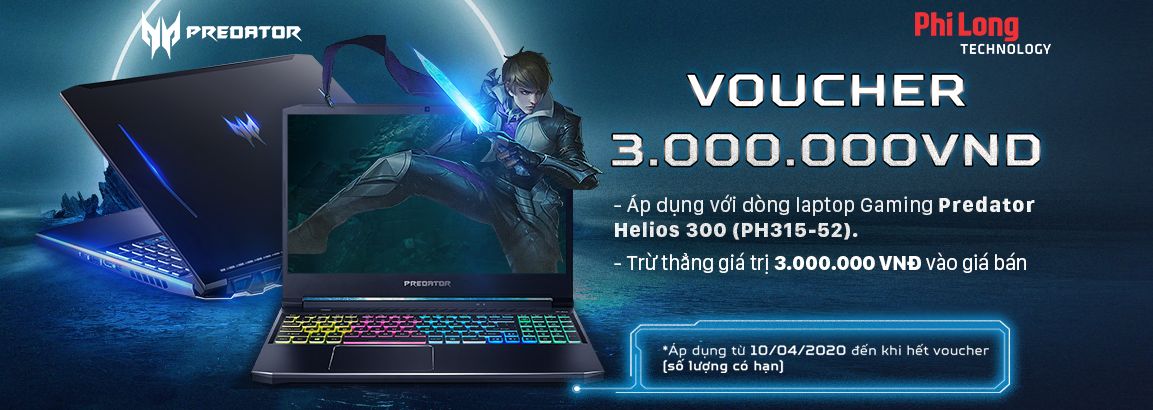 PREDATOR
Phi Long
TECHNOLOGY
VOUCHER
3.000.000VND
- Áp dụng với dòng laptop Gaming Predator
Helios 300 (PH315-52).
- Trừ thẳng giá trị 3.000.000 VNĐ vào giá bán
PREDATOR
*Áp dụng từ 10/04/2020 đến khi hết voucher
(số lượng có hạn)